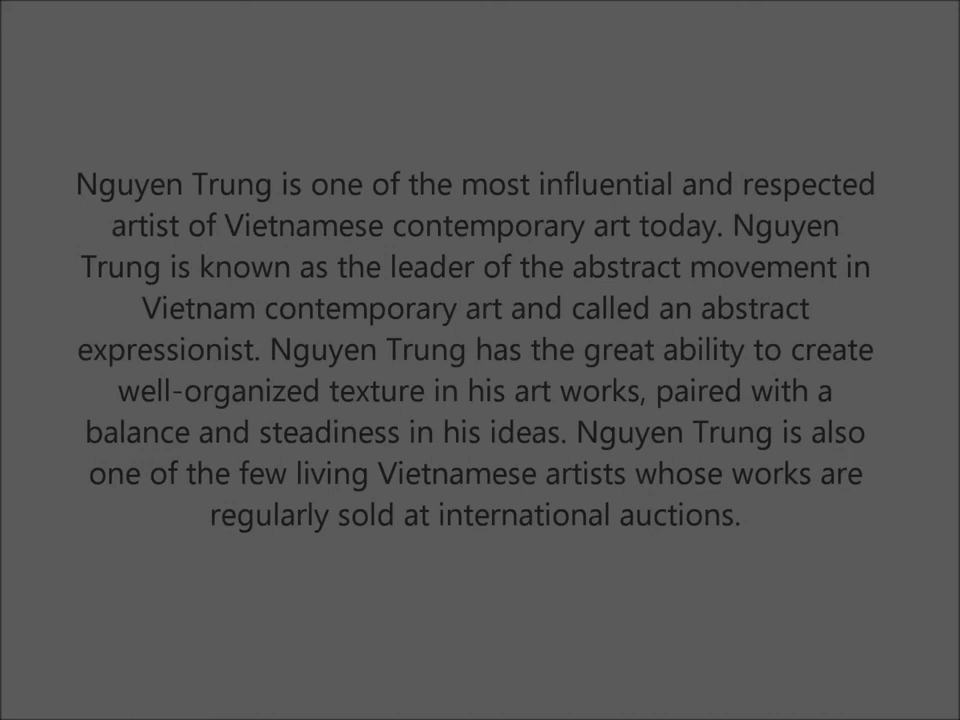 Nguyen Trung is one of the most influential and respected
artist of Vietnamese contemporary art today. Nguyen
Trung is known as the leader of the abstract movement in
Vietnam contemporary art and called an abstract
expressionist. Nguyen Trung has the great ability to create
well-organized texture in his art works, paired with a
balance and steadiness in his ideas. Nguyen Trung is also
one of the few living Vietnamese artists whose works are
regularly sold at international auctions.